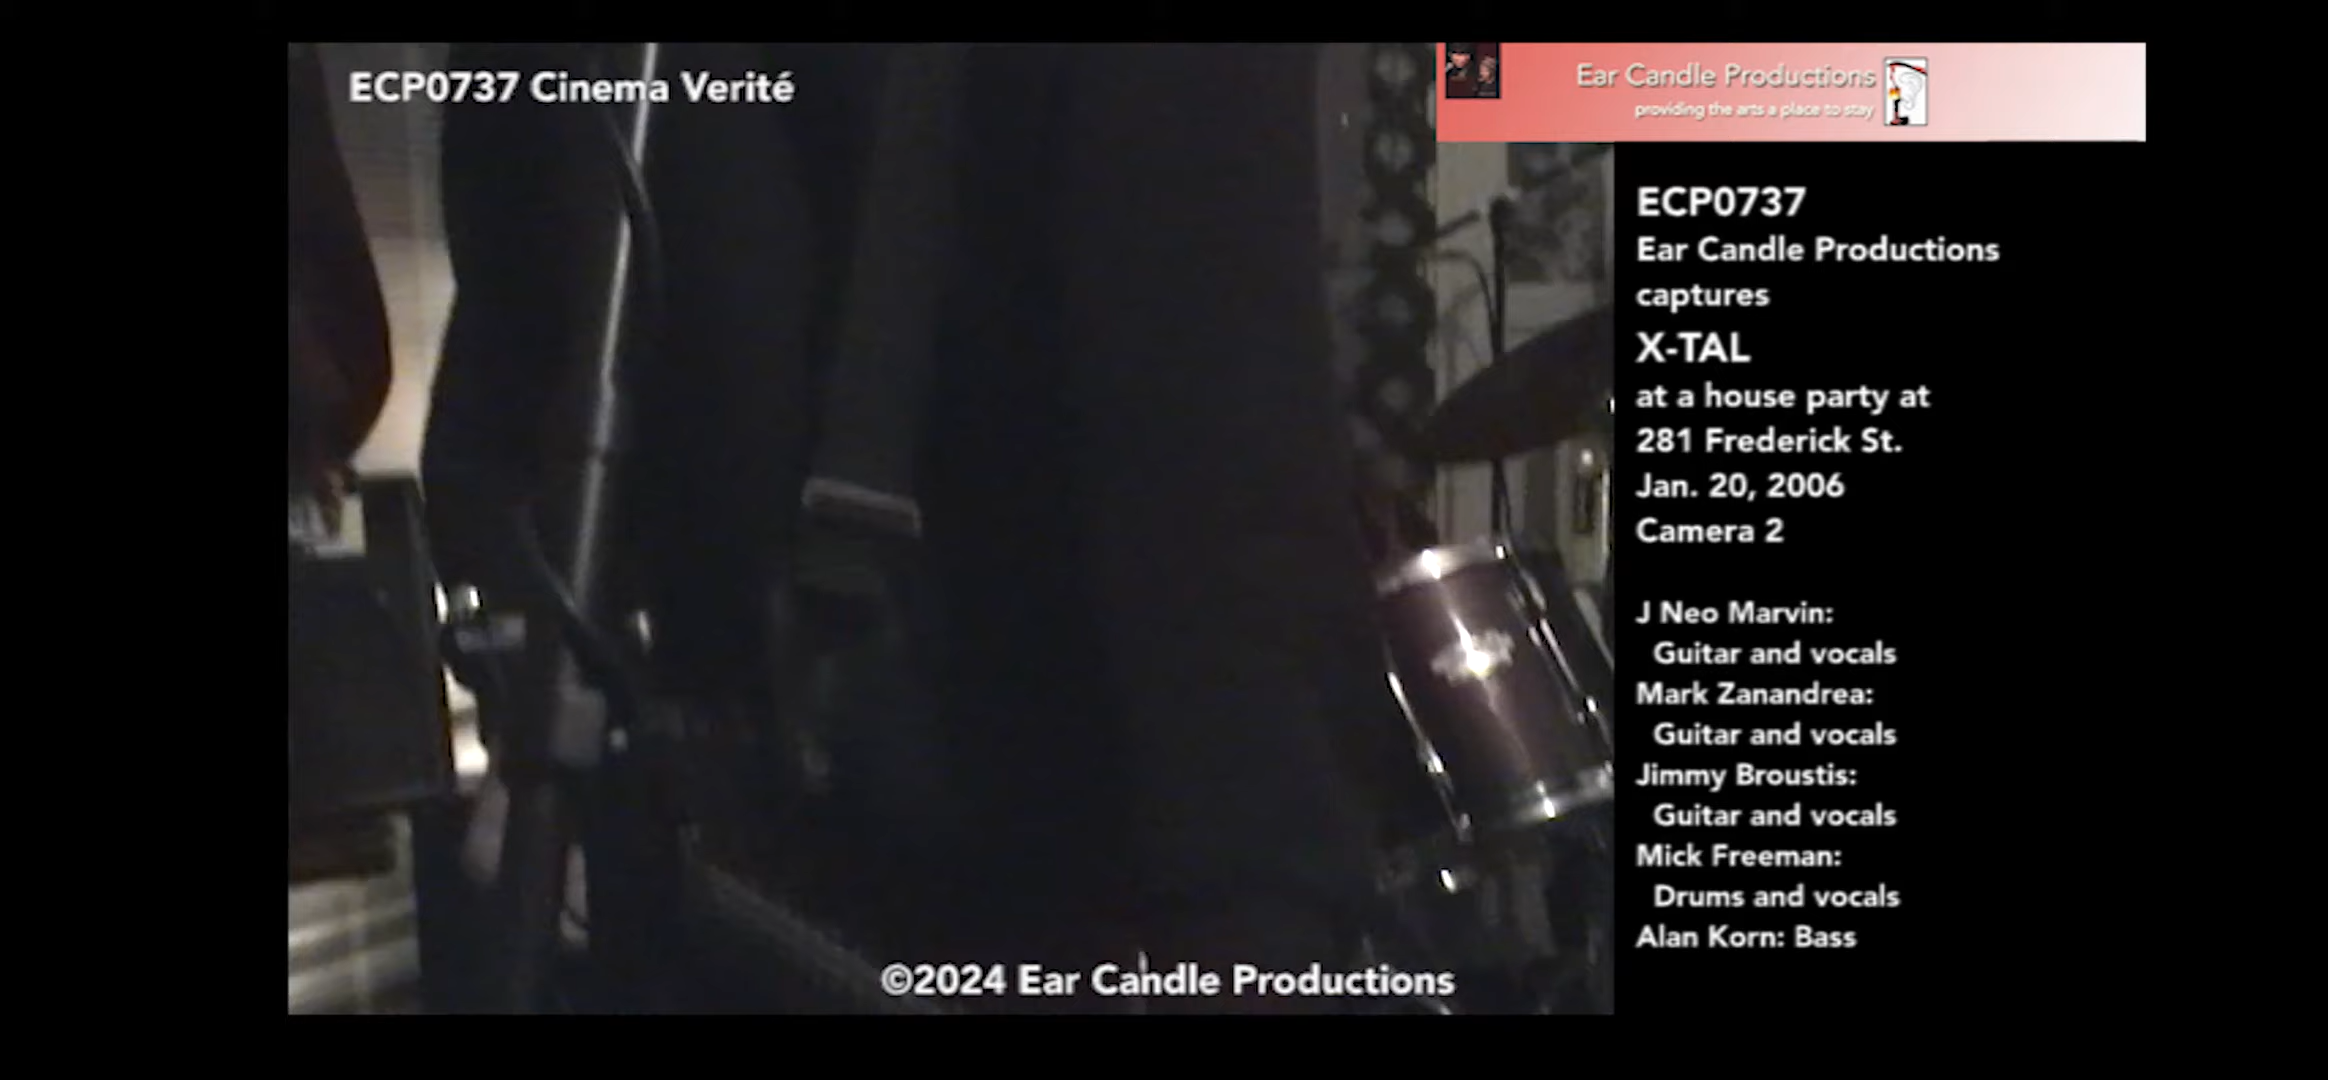 ECP0737 Cinema Verité
Ear Candle Productions
providing the arts a place to stay
ECP0737
Ear Candle Productions
captures
X-TAL
at a house party at
281 Frederick St.
Jan. 20, 2006
Camera 2
J Neo Marvin:
Guitar and vocals
Mark Zanandrea:
Guitar and vocals
Jimmy Broustis:
Guitar and vocals
Mick Freeman:
Drums and vocals
Alan Korn: Bass
©2024 Ear Candle Productions